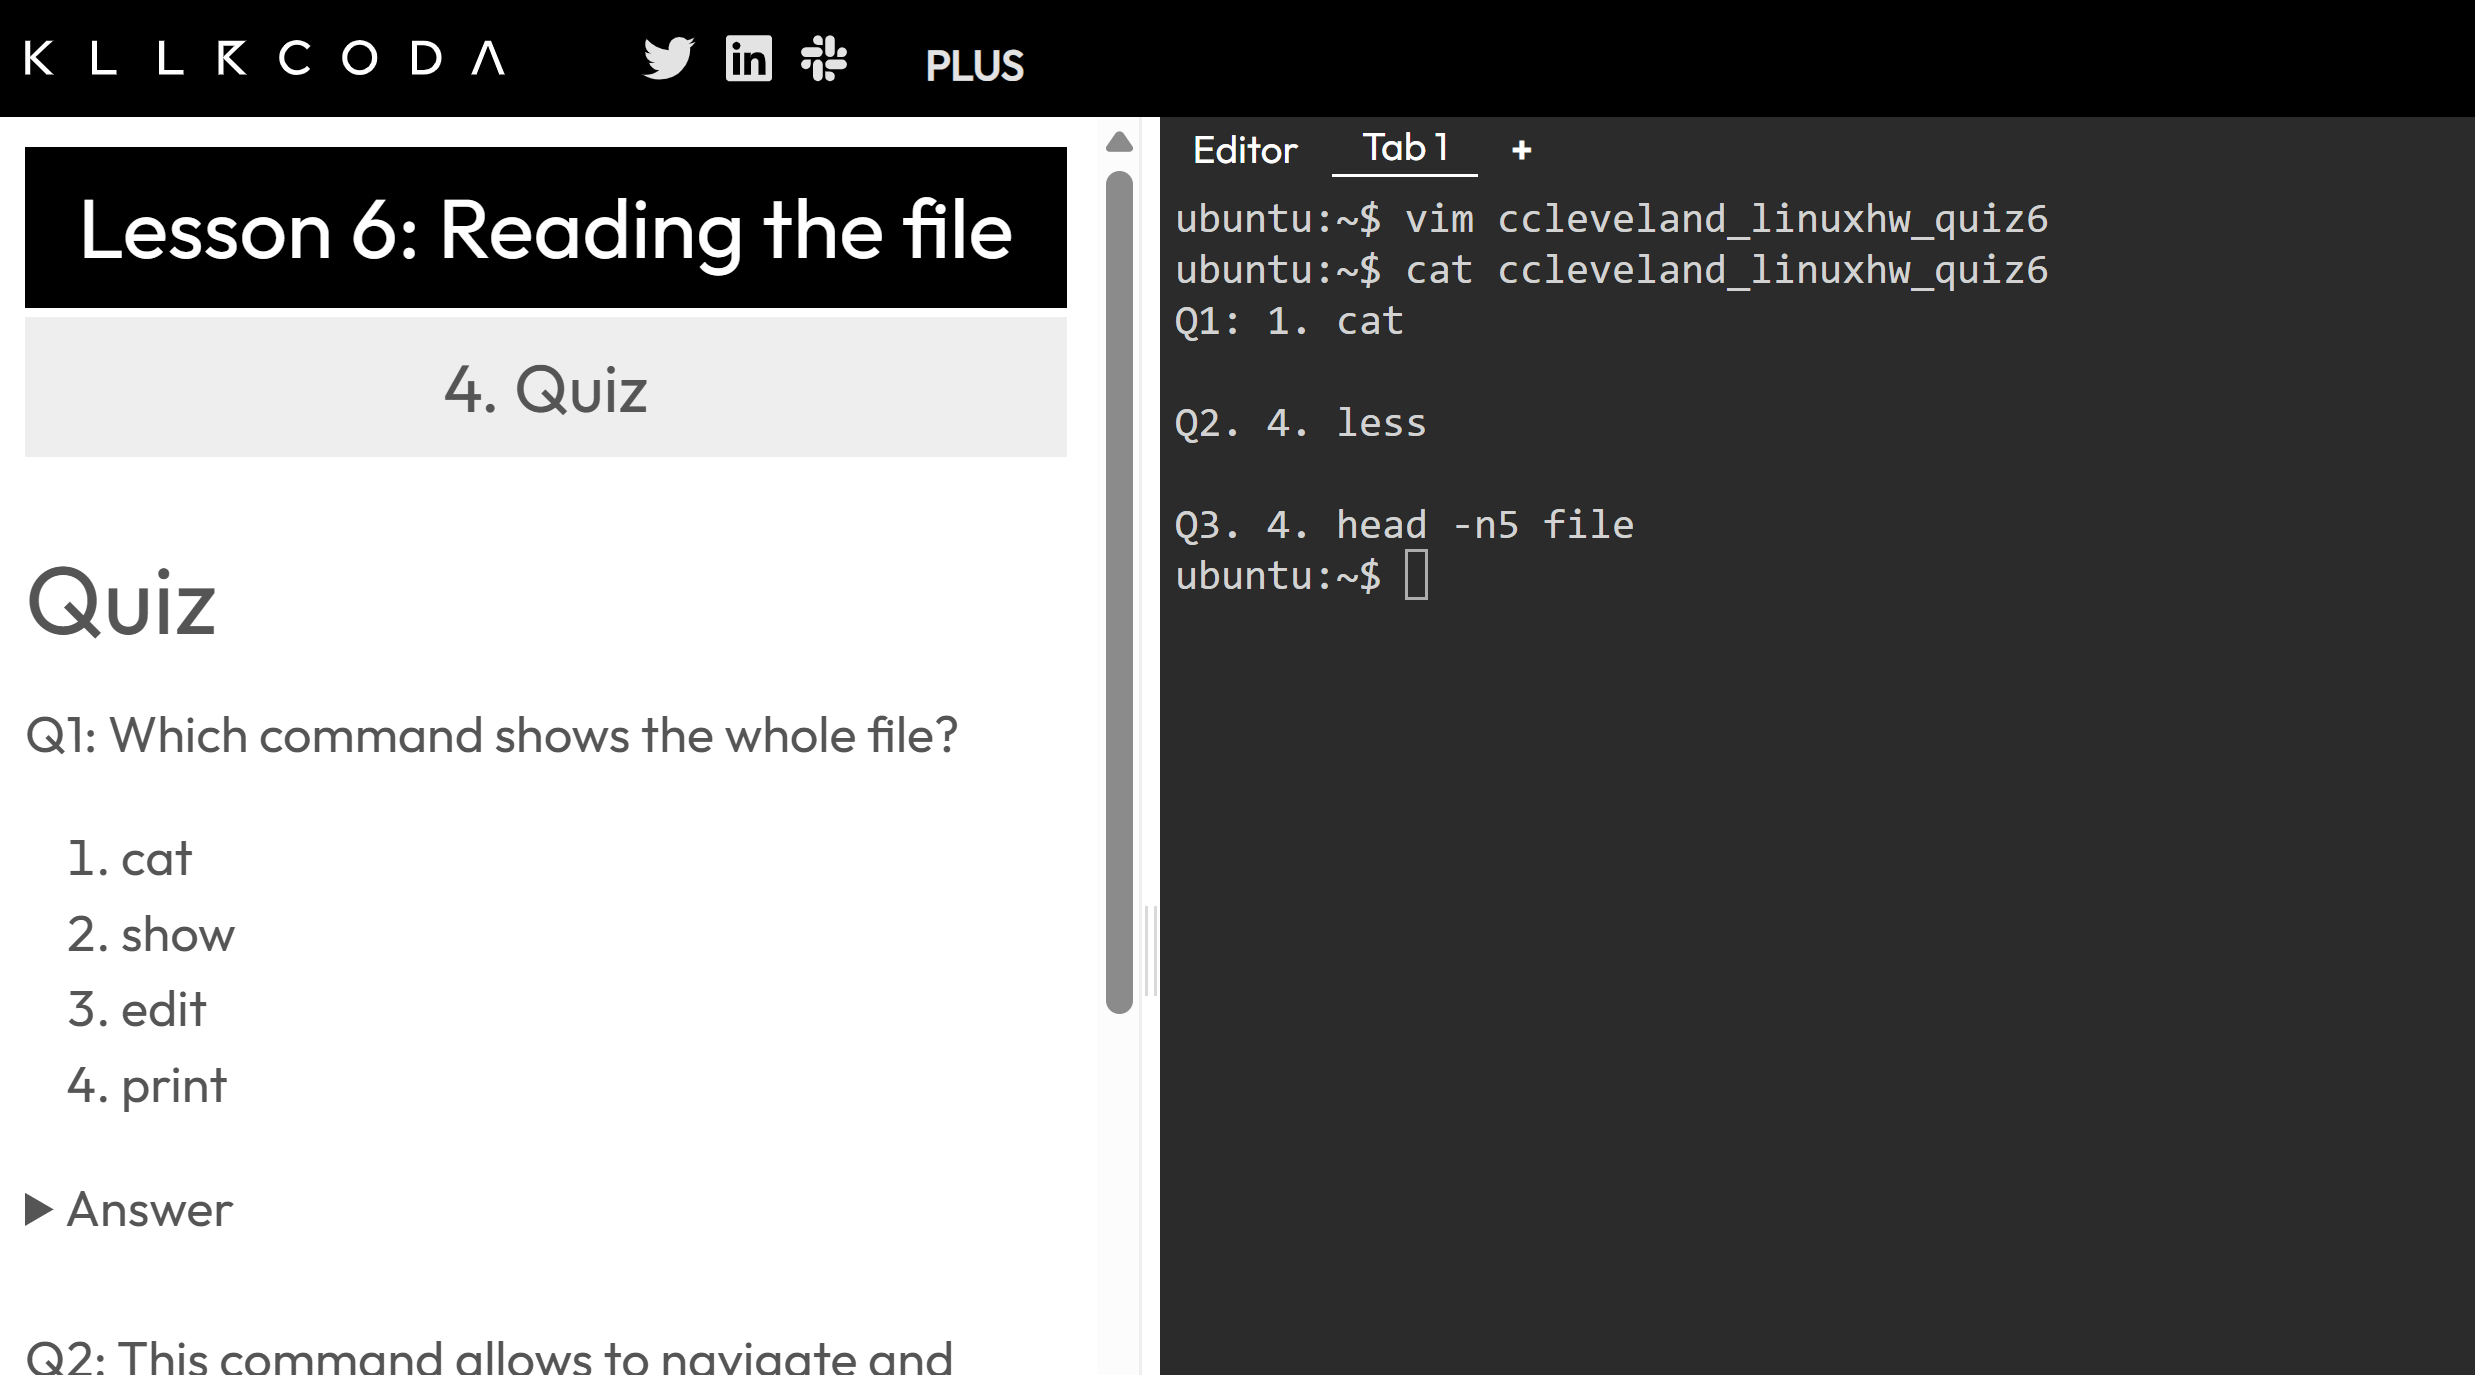 KLLRCODA
PLUS
Lesson 6: Reading the file
4. Quiz
Quiz
Q1: Which command shows the whole file?
1. cat
2. show
3. edit
4. print
Answer
Q2: This command allows to navigate and
Editor Tab 1 +
ubuntu:~$ vim ccleveland_linuxhw_quiz6
ubuntu:~$ cat ccleveland_linuxhw_quiz6
Q1: 1. cat
Q2. 4. less
Q3. 4. head -n5 file
ubuntu:~$